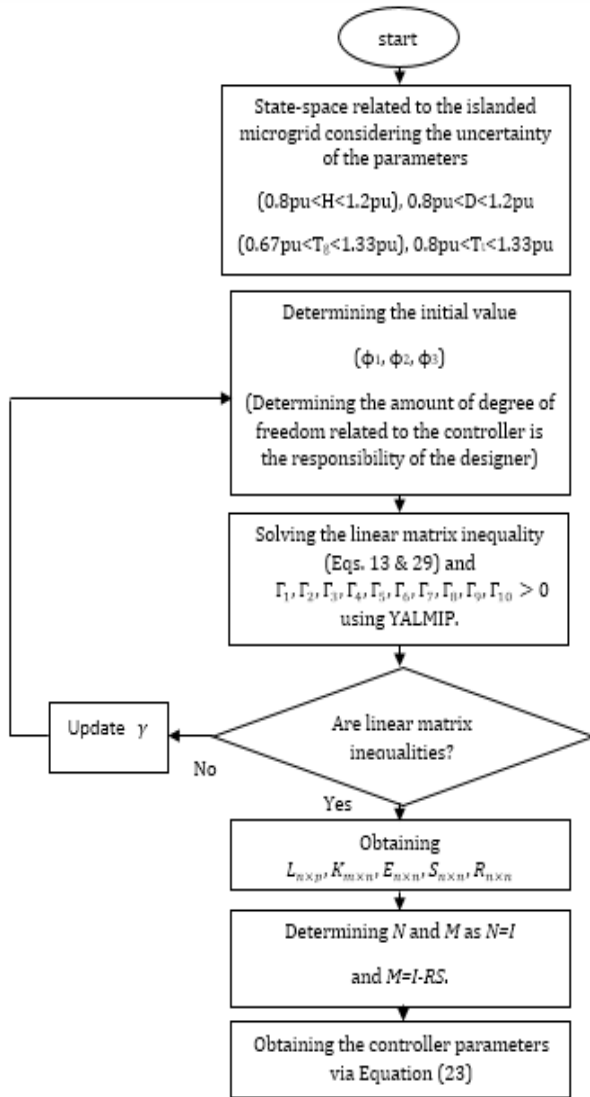 start
State-space related to the islanded
microgrid considering the uncertainty
of the parameters
(0.8pu<H<1.2pu), 0.8pu<D<1.2pu
(0.67pu<Tg<1.33pu), 0.8pu<Tt<1.33pu
Determining the initial value
(ϕ₁, ϕ₂, ϕ₃)
(Determining the amount of degree of
freedom related to the controller is
the responsibility of the designer)
Solving the linear matrix inequality
(Eqs. 13 & 29) and
Γ₁, Γ₂, Γ₃, Γ₄, Γ₅, Γ₆, Γ₇, Γ₈, Γ₉, Γ₁₀ > 0
using YALMIP.
Are linear matrix
inequalities?
Update γ
No
Yes
Obtaining
Lₙₓₚ, Kₘₓₙ, Eₙₓₙ, Sₙₓₙ, Rₙₓₙ
Determining N and M as N=I
and M=I-RS.
Obtaining the controller parameters
via Equation (23)